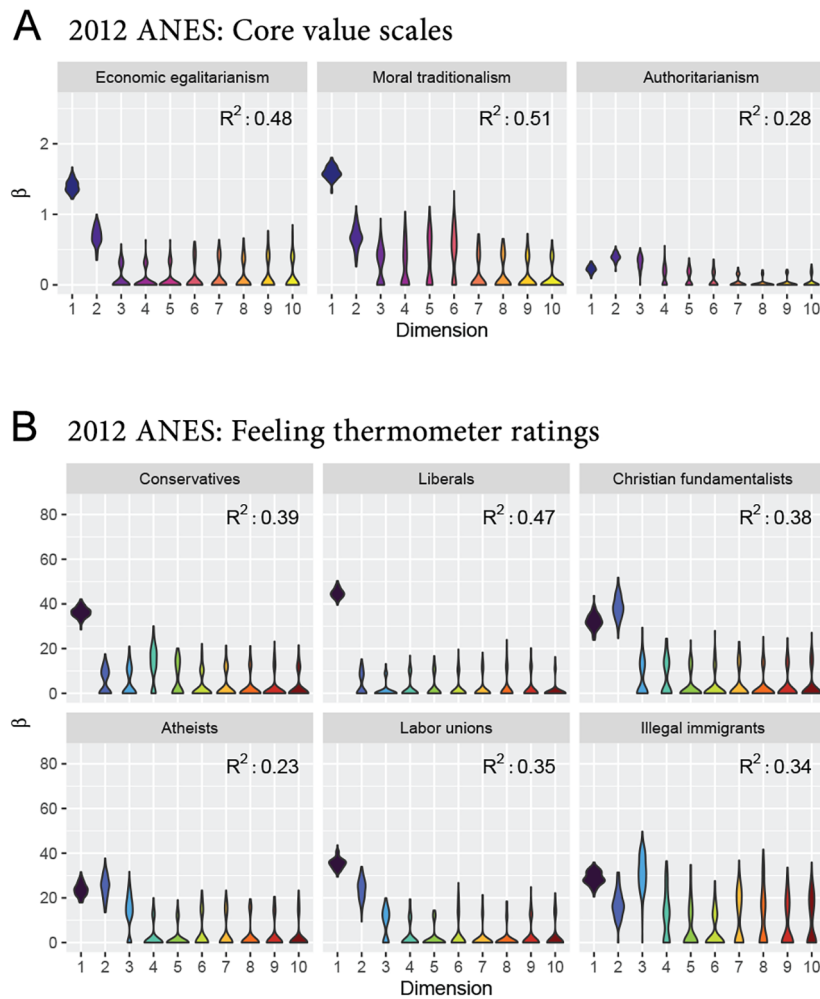 A 2012 ANES: Core value scales
Economic egalitarianism Moral traditionalism Authoritarianism
R²: 0.48 R²: 0.51 R²: 0.28
2
1
0
β
1 2 3 4 5 6 7 8 9 10 1 2 3 4 5 6 7 8 9 10 1 2 3 4 5 6 7 8 9 10
Dimension
B 2012 ANES: Feeling thermometer ratings
Conservatives Liberals Christian fundamentalists
R²: 0.39 R²: 0.47 R²: 0.38
80
60
40
20
0
β
Atheists Labor unions Illegal immigrants
R²: 0.23 R²: 0.35 R²: 0.34
80
60
40
20
0
1 2 3 4 5 6 7 8 9 10 1 2 3 4 5 6 7 8 9 10 1 2 3 4 5 6 7 8 9 10
Dimension